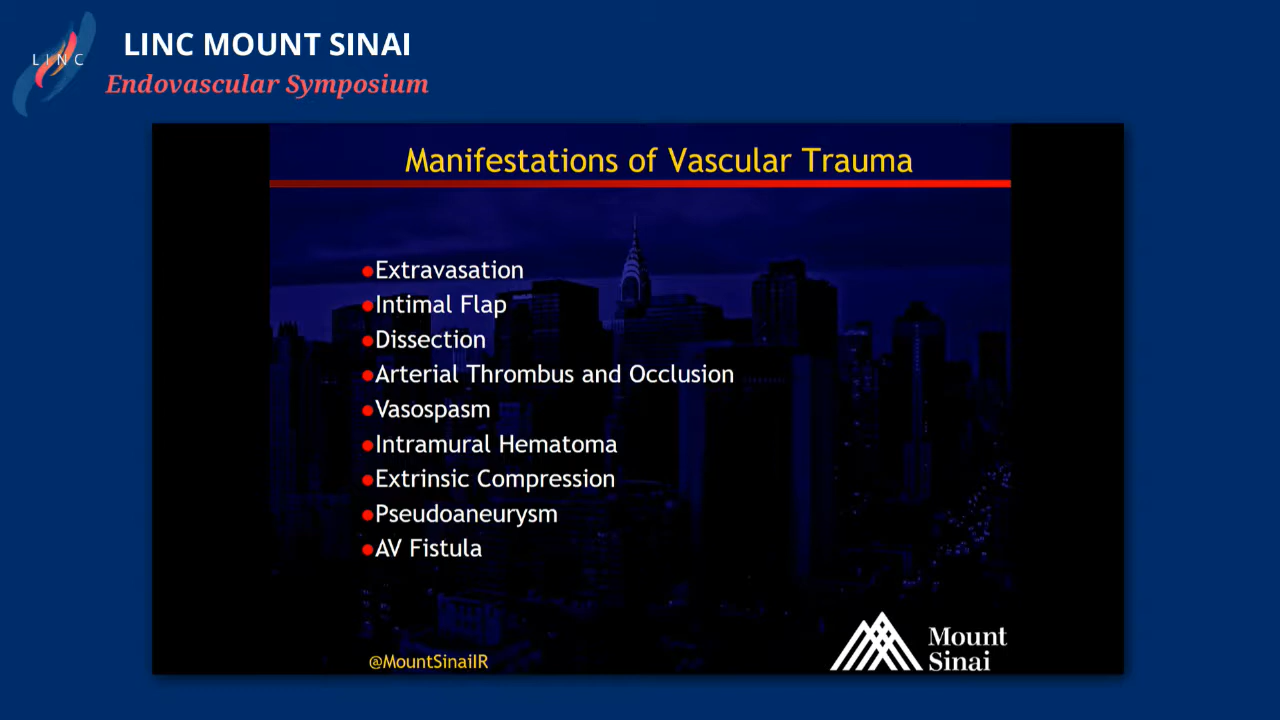 LINC
LINC MOUNT SINAI
Endovascular Symposium
Manifestations of Vascular Trauma
Extravasation
Intimal Flap
Dissection
Arterial Thrombus and Occlusion
Vasospasm
Intramural Hematoma
Extrinsic Compression
Pseudoaneurysm
AV Fistula
@MountSinaiIR
Mount
Sinai